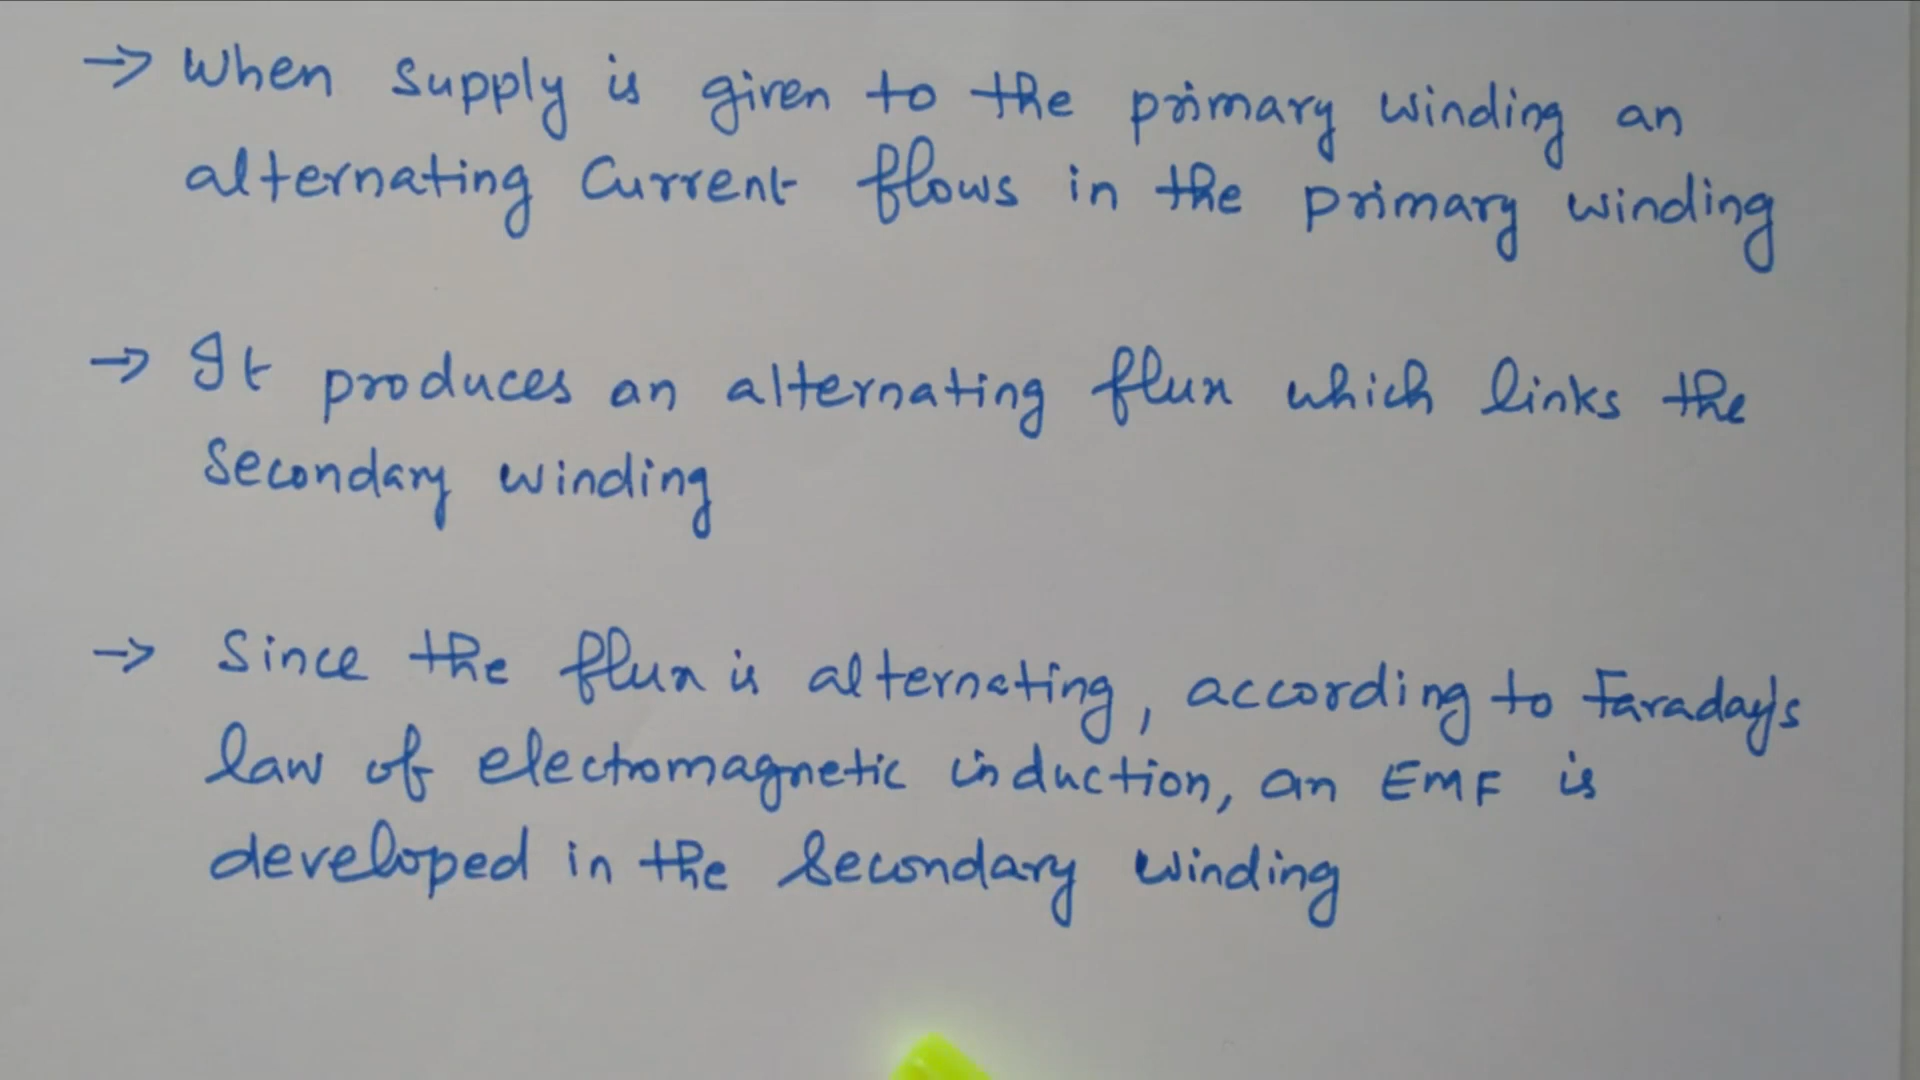 → When supply is given to the primary winding an
alternating current flows in the primary winding
→ It produces an alternating flux which links the
Secondary winding
→ Since the flux is alternating, according to Faraday's
law of electromagnetic induction, an EMF is
developed in the Secondary winding